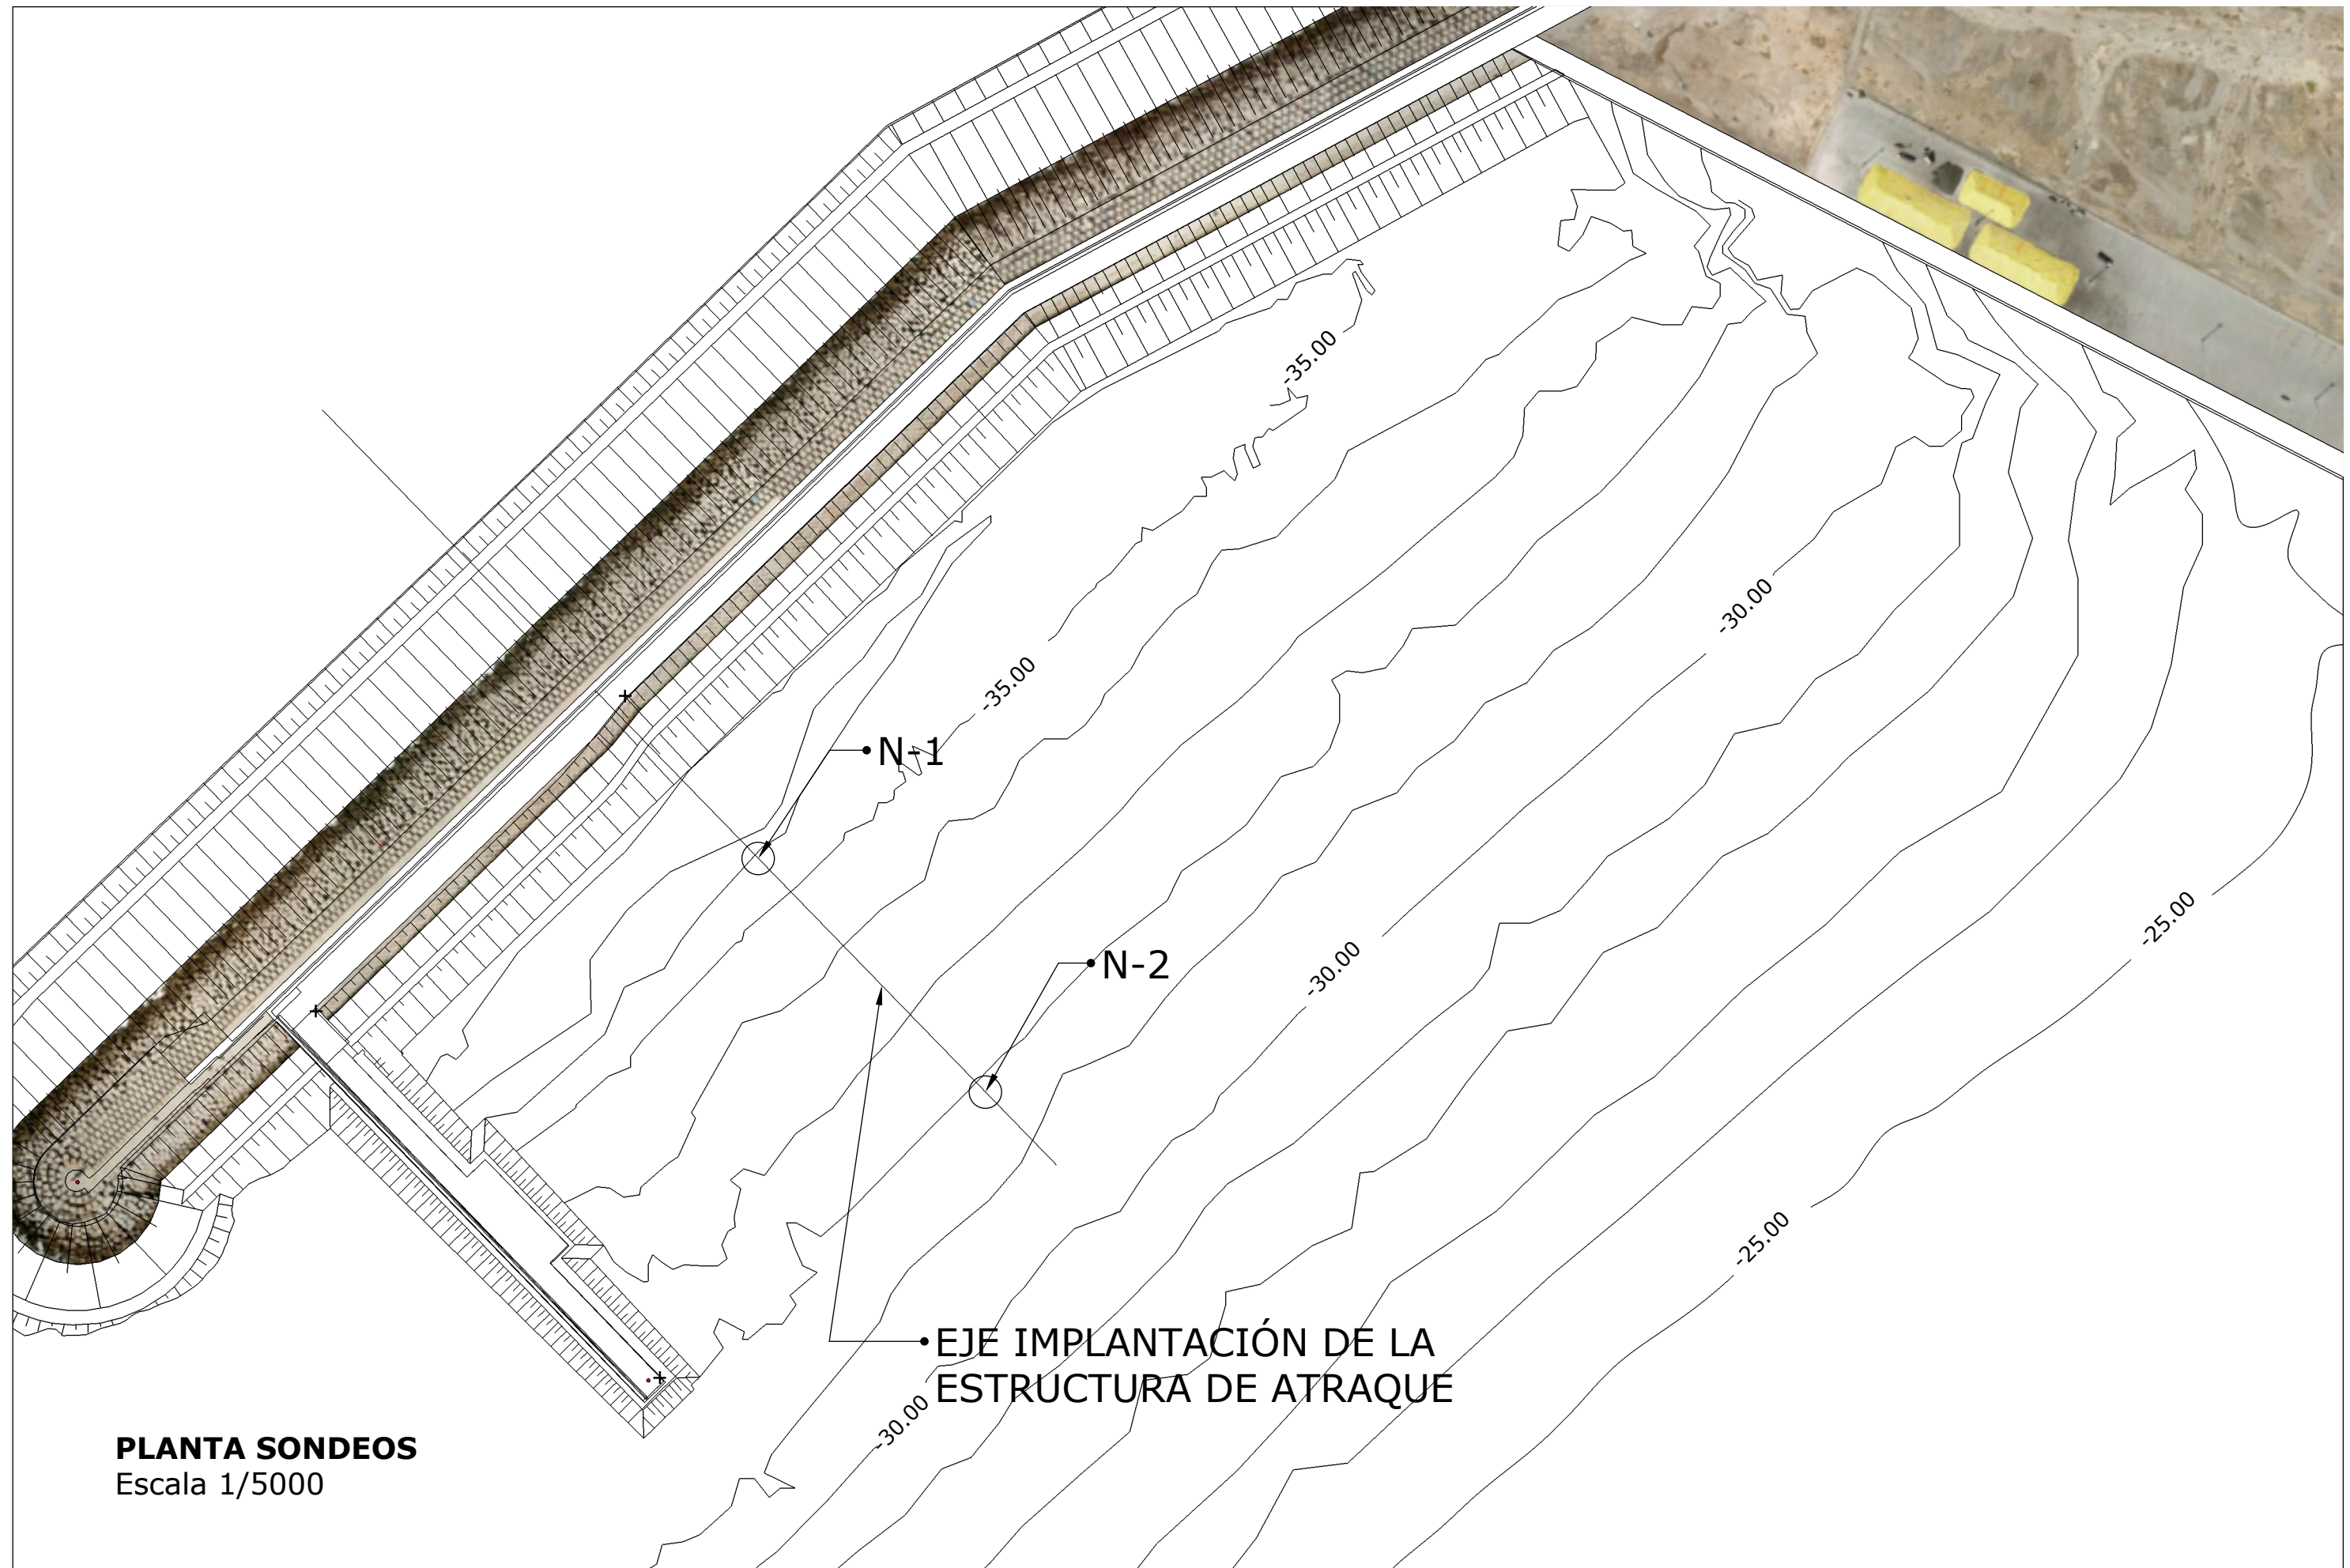 -35.00
-30.00
-35.00
N-1
-25.00
N-2
-30.00
-25.00
EJE IMPLANTACIÓN DE LA
ESTRUCTURA DE ATRAQUE
-30.00
PLANTA SONDEOS
Escala 1/5000